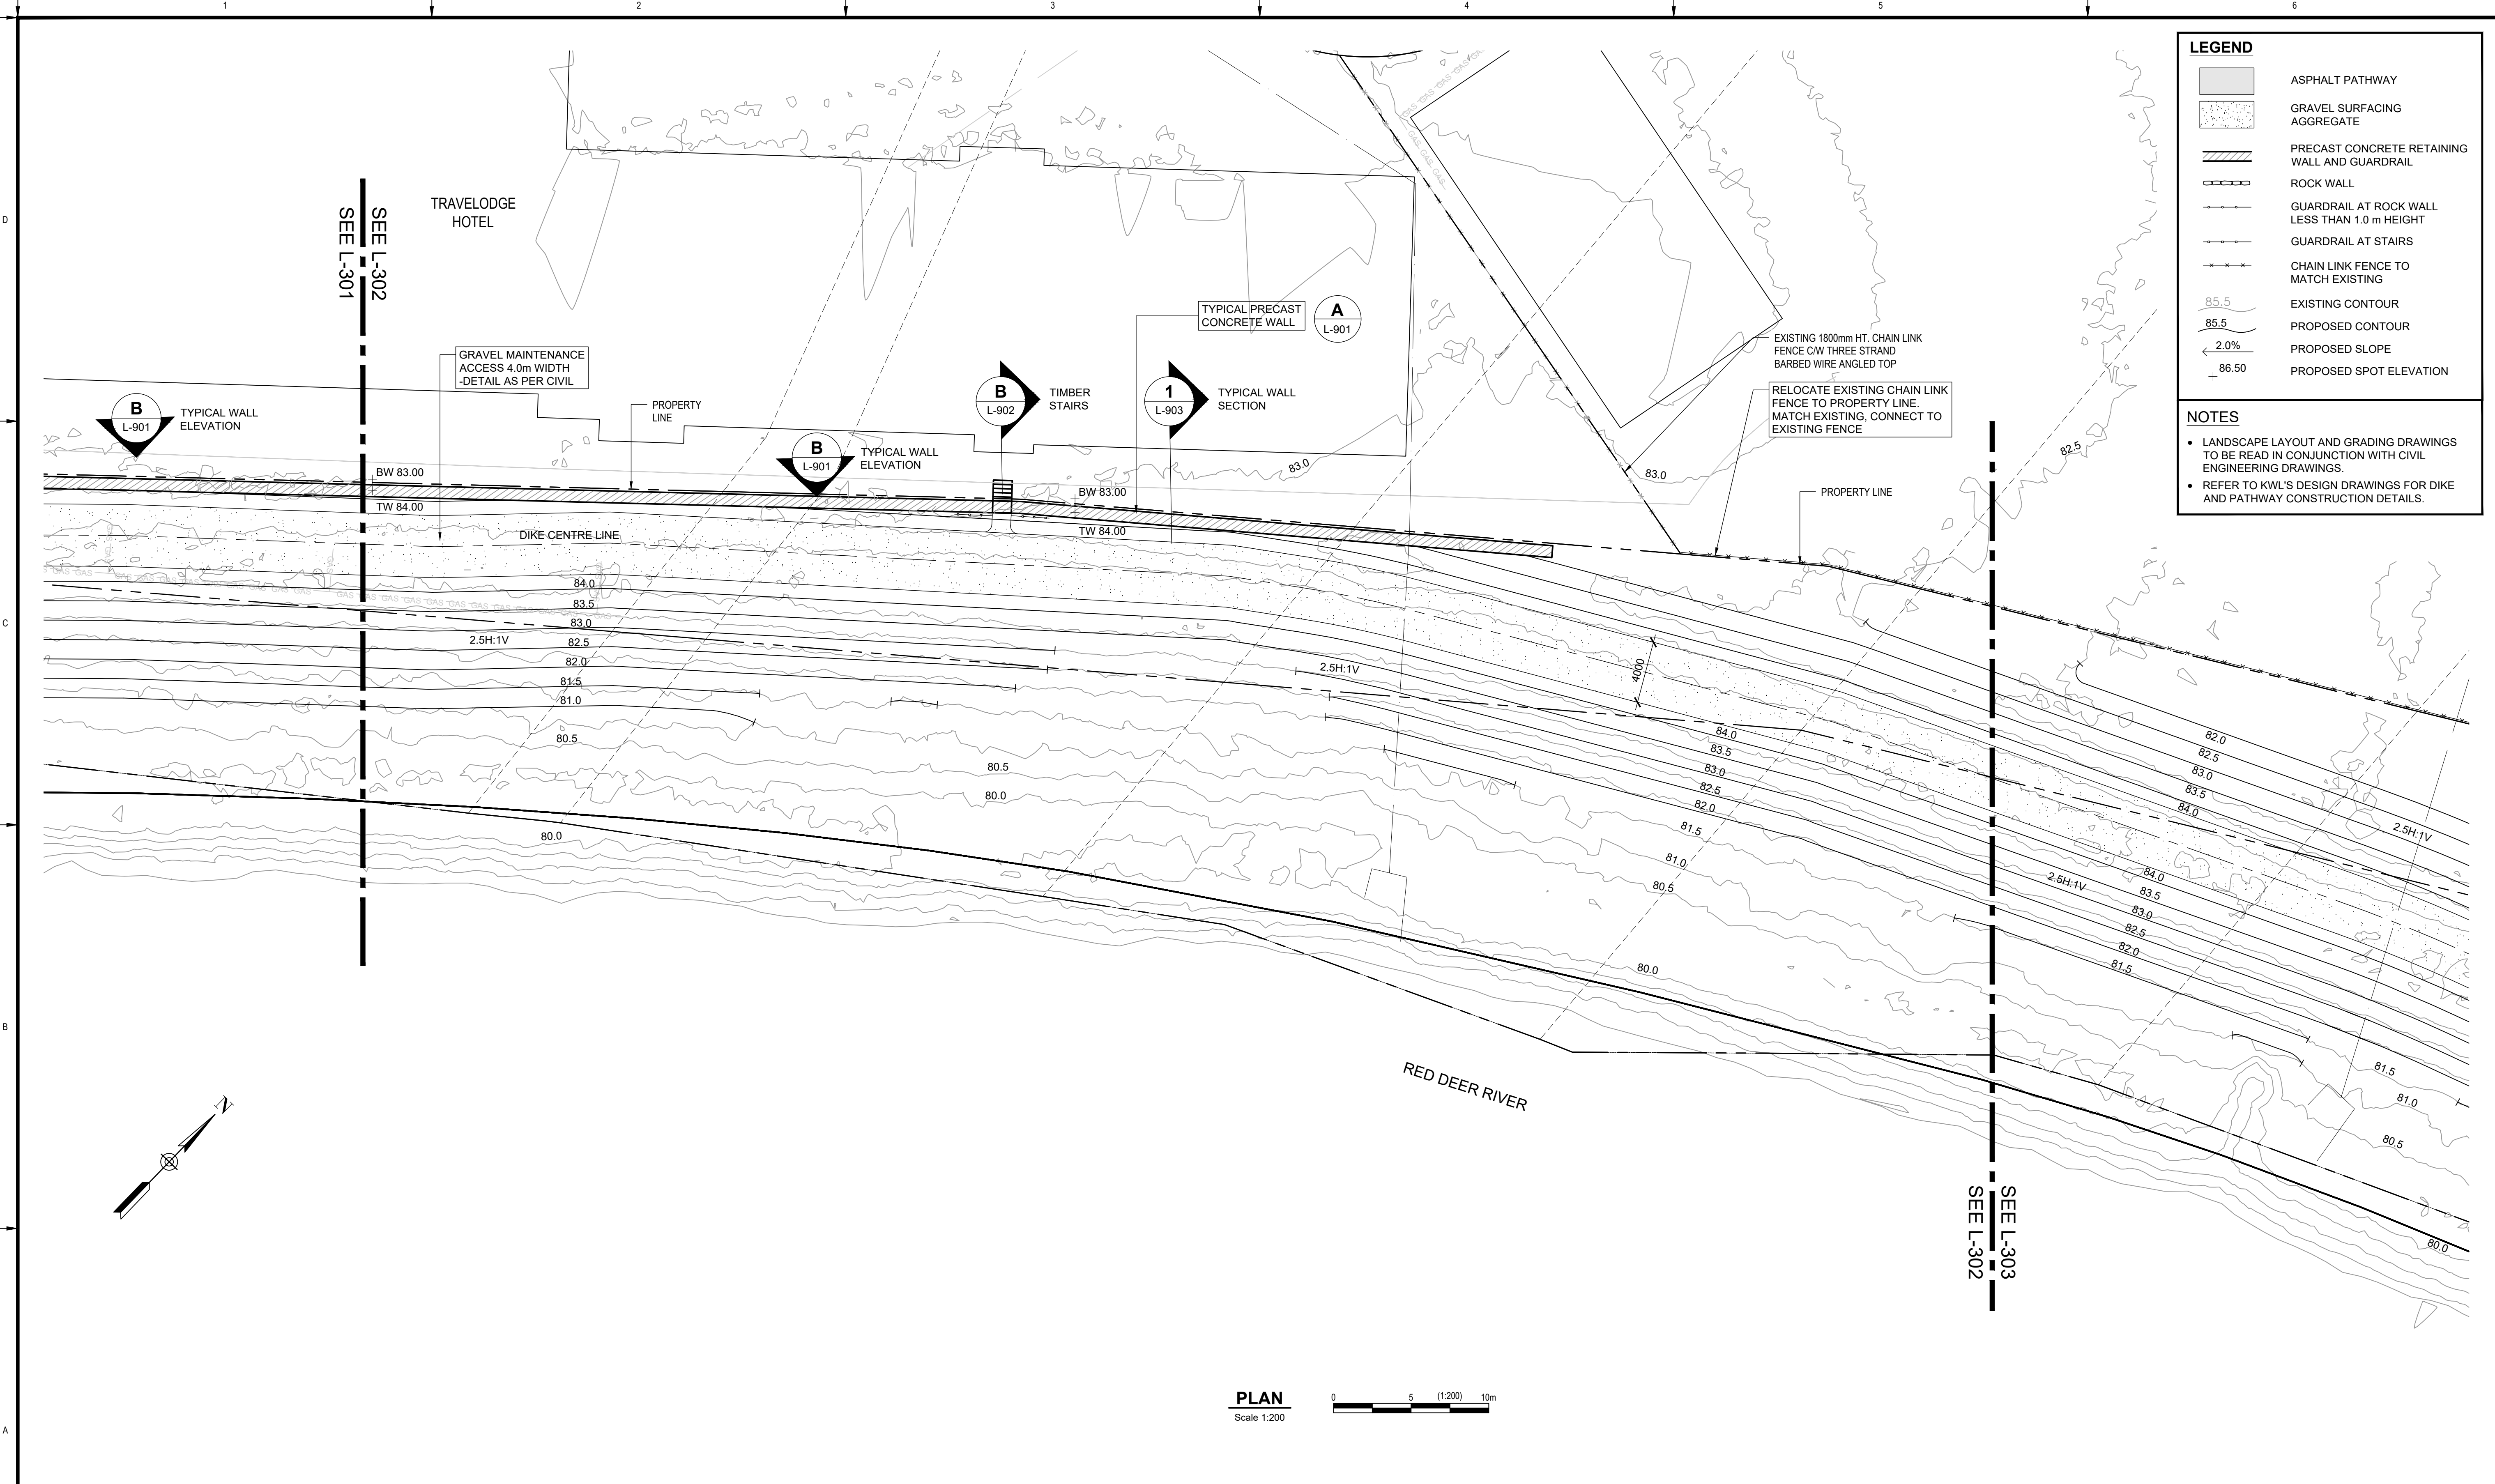 1
2
3
4
5
6
D
C
B
A
LEGEND
ASPHALT PATHWAY
GRAVEL SURFACING
AGGREGATE
PRECAST CONCRETE RETAINING
WALL AND GUARDRAIL
ROCK WALL
GUARDRAIL AT ROCK WALL
LESS THAN 1.0 m HEIGHT
GUARDRAIL AT STAIRS
CHAIN LINK FENCE TO
MATCH EXISTING
85.5
EXISTING CONTOUR
85.5
PROPOSED CONTOUR
2.0%
PROPOSED SLOPE
86.50
PROPOSED SPOT ELEVATION
NOTES
• LANDSCAPE LAYOUT AND GRADING DRAWINGS
TO BE READ IN CONJUNCTION WITH CIVIL
ENGINEERING DRAWINGS.
• REFER TO KWL'S DESIGN DRAWINGS FOR DIKE
AND PATHWAY CONSTRUCTION DETAILS.
TRAVELODGE
HOTEL
SEE L-301
SEE L-302
GRAVEL MAINTENANCE
ACCESS 4.0m WIDTH
-DETAIL AS PER CIVIL
B
L-901
TYPICAL WALL
ELEVATION
PROPERTY
LINE
B
L-901
TYPICAL WALL
ELEVATION
B
L-902
TIMBER
STAIRS
1
L-903
TYPICAL WALL
SECTION
TYPICAL PRECAST
CONCRETE WALL
A
L-901
EXISTING 1800mm HT. CHAIN LINK
FENCE C/W THREE STRAND
BARBED WIRE ANGLED TOP
RELOCATE EXISTING CHAIN LINK
FENCE TO PROPERTY LINE.
MATCH EXISTING, CONNECT TO
EXISTING FENCE
PROPERTY LINE
83.0
83.0
82.5
BW 83.00
TW 84.00
BW 83.00
TW 84.00
DIKE CENTRE LINE
GAS GAS GAS GAS GAS
84.0
83.5
83.0
2.5H:1V
82.5
82.0
81.5
81.0
80.5
80.5
80.0
80.0
2.5H:1V
4000
84.0
83.5
83.0
82.5
82.0
81.5
81.0
80.5
80.0
82.0
82.5
83.0
83.5
84.0
2.5H:1V
84.0
2.5H:1V
83.5
83.0
82.5
82.0
81.5
81.5
81.0
80.5
80.0
RED DEER RIVER
N
SEE L-302
SEE L-303
PLAN
Scale 1:200
0 5 (1:200) 10m